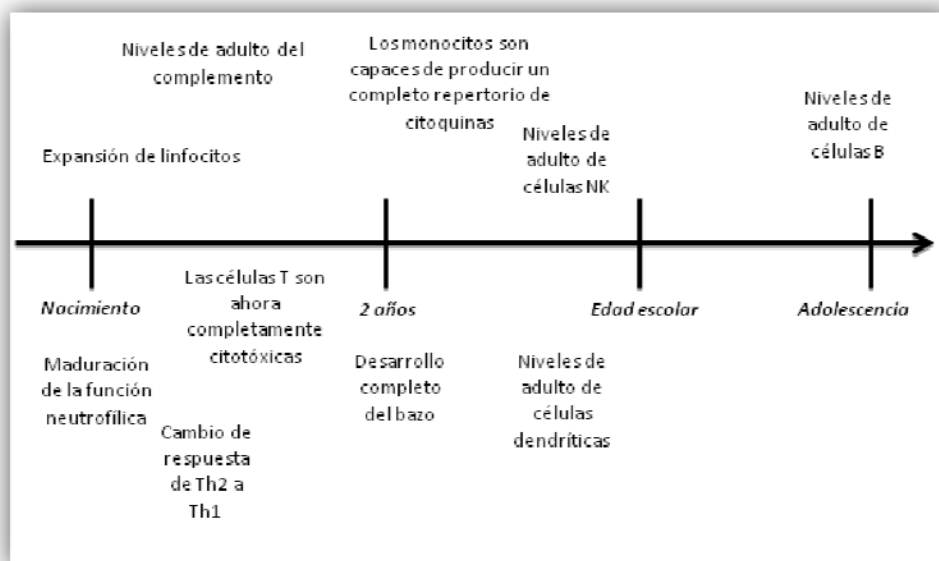 Niveles de adulto del
complemento
Los monocitos son
capaces de producir un
completo repertorio de
citoquinas
Niveles de
adulto de
células NK
Niveles de
adulto de
células B
Expansión de linfocitos
Nacimiento
Las células T son
ahora
completamente
citotóxicas
2 años
Edad escolar
Adolescencia
Maduración
de la función
neutrofílica
Cambio de
respuesta
de Th2 a
Th1
Desarrollo
completo
del bazo
Niveles de
adulto de
células
dendríticas